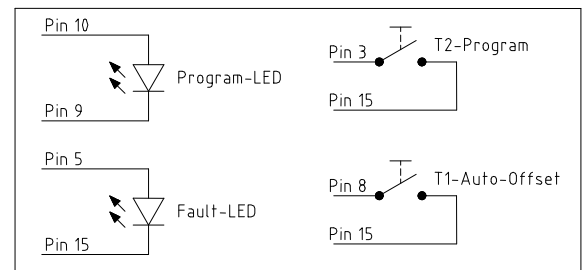 Pin 10
Program-LED
Pin 9
Pin 5
Fault-LED
Pin 15
Pin 3
T2-Program
Pin 15
Pin 8
T1-Auto-Offset
Pin 15